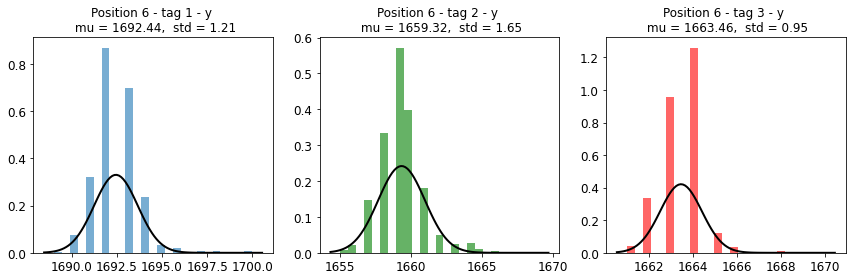 Position 6 - tag 1 - y
mu = 1692.44,  std = 1.21
0.8
0.6
0.4
0.2
0.0
1690.0 1692.5 1695.0 1697.5 1700.0
Position 6 - tag 2 - y
mu = 1659.32,  std = 1.65
0.6
0.5
0.4
0.3
0.2
0.1
0.0
1655 1660 1665 1670
Position 6 - tag 3 - y
mu = 1663.46,  std = 0.95
1.2
1.0
0.8
0.6
0.4
0.2
0.0
1662 1664 1666 1668 1670